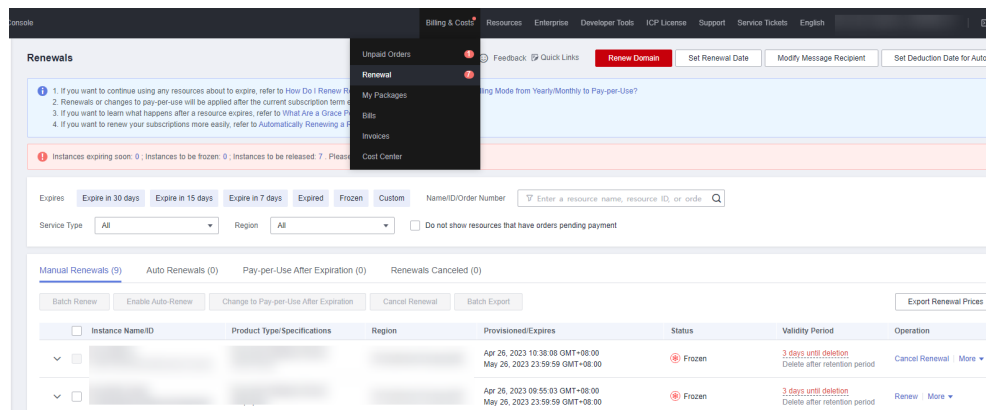 Console Billing & Costs Resources Enterprise Developer Tools ICP License Support Service Tickets English
Renewals
Feedback Quick Links Renew Domain Set Renewal Date Modify Message Recipient Set Deduction Date for Auto
Unpaid Orders 1
Renewal 7
My Packages
Bills
Invoices
Cost Center
1. If you want to continue using any resources about to expire, refer to How Do I Renew R ling Mode from Yearly/Monthly to Pay-per-Use?
2. Renewals or changes to pay-per-use will be applied after the current subscription term e
3. If you want to learn what happens after a resource expires, refer to What Are a Grace Pe
4. If you want to renew your subscriptions more easily, refer to Automatically Renewing a
Instances expiring soon: 0 ; Instances to be frozen: 0 ; Instances to be released: 7 . Pleas
Expires Expire in 30 days Expire in 15 days Expire in 7 days Expired Frozen Custom Name/ID/Order Number Enter a resource name, resource ID, or orde
Service Type All Region All Do not show resources that have orders pending payment
Manual Renewals (9) Auto Renewals (0) Pay-per-Use After Expiration (0) Renewals Canceled (0)
Batch Renew Enable Auto-Renew Change to Pay-per-Use After Expiration Cancel Renewal Batch Export Export Renewal Prices
Instance Name/ID Product Type/Specifications Region Provisioned/Expires Status Validity Period Operation
Apr 26, 2023 10:38:08 GMT+08:00 3 days until deletion
Frozen Cancel Renewal More
May 26, 2023 23:59:59 GMT+08:00 Delete after retention period
Apr 26, 2023 09:55:03 GMT+08:00 3 days until deletion
Frozen Renew More
May 26, 2023 23:59:59 GMT+08:00 Delete after retention period